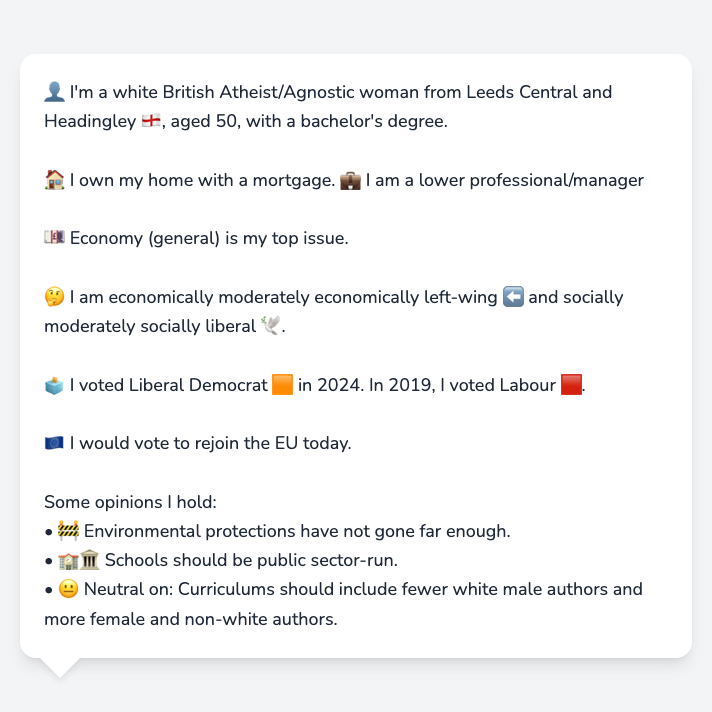 👤 I'm a white British Atheist/Agnostic woman from Leeds Central and
Headingley 🏴󠁧󠁢󠁥󠁮󠁧󠁿, aged 50, with a bachelor's degree.
🏠 I own my home with a mortgage. 💼 I am a lower professional/manager
💷 Economy (general) is my top issue.
🤔 I am economically moderately economically left-wing ⬅️ and socially
moderately socially liberal 🕊️.
🗳️ I voted Liberal Democrat 🟧 in 2024. In 2019, I voted Labour 🟥.
🇪🇺 I would vote to rejoin the EU today.
Some opinions I hold:
• 🚧 Environmental protections have not gone far enough.
• 🏫🏛️ Schools should be public sector-run.
• 😐 Neutral on: Curriculums should include fewer white male authors and
more female and non-white authors.